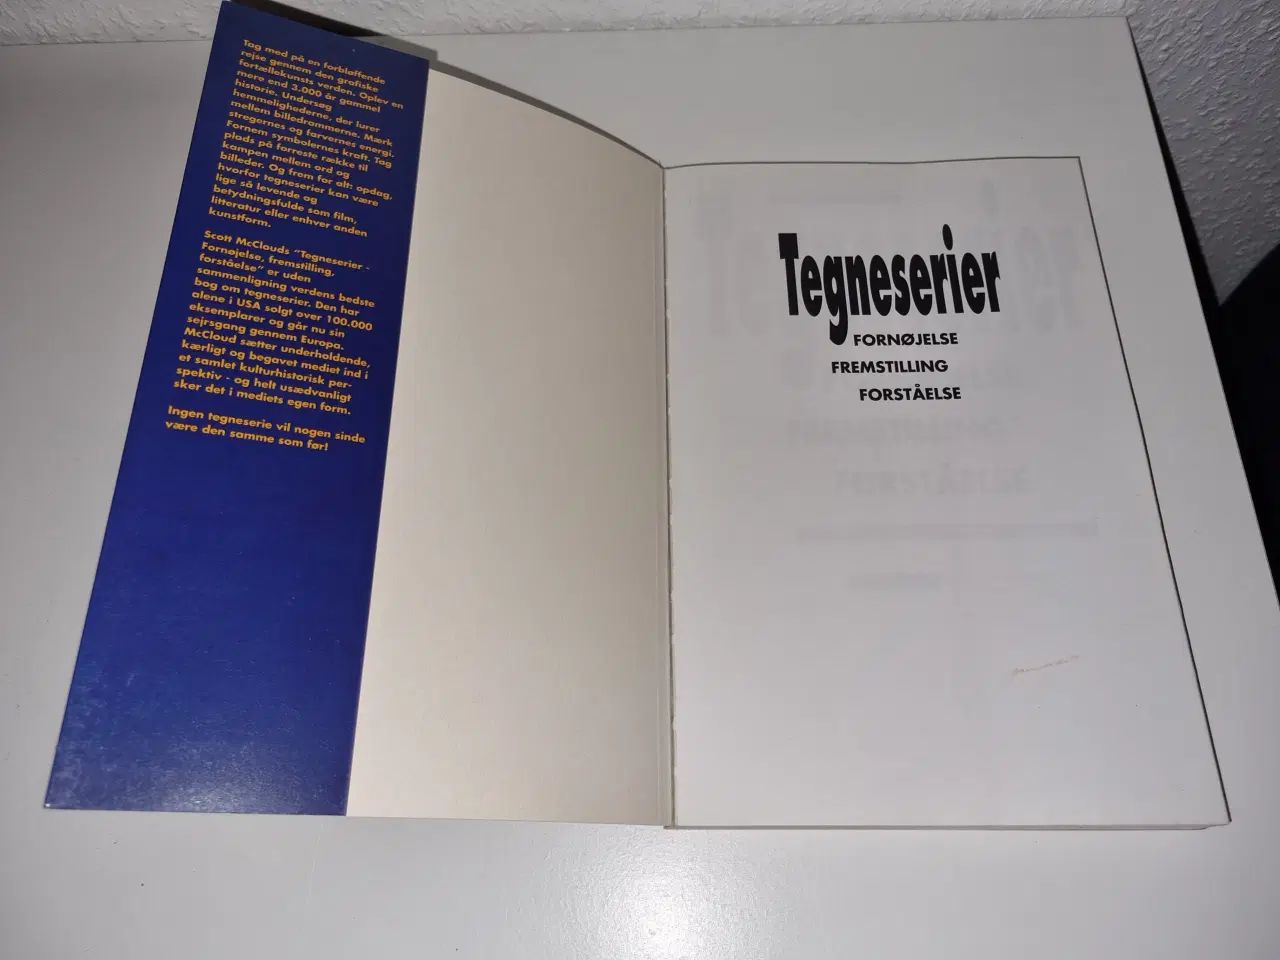 Tag med på en forbløffende
rejse gennem den grafiske
fortællekunsts verden. Oplev en
mere end 3.000 år gammel
historie. Undersøg
hemmelighederne, der lurer
mellem billedrammerne. Mærk
stregernes og farvernes energi.
Fornem symbolernes kraft. Tag
plads på forreste række til
kampen mellem ord og
billeder. Og frem for alt: opdag,
hvorfor tegneserier kan være
lige så levende og
betydningsfulde som film,
litteratur eller enhver anden
kunstform.
Scott McClouds "Tegneserier -
Fornøjelse, fremstilling,
forståelse" er uden
sammenligning verdens bedste
bog om tegneserier. Den har
alene i USA solgt over 100.000
eksemplarer og går nu sin
sejrsgang gennem Europa.
McCloud sætter underholdende,
kærligt og begavet mediet ind i
et samlet kulturhistorisk per-
spektiv - og helt usædvanligt
sker det i mediets egen form.
Ingen tegneserie vil nogen sinde
være den samme som før!
Tegneserier
FORNØJELSE
FREMSTILLING
FORSTÅELSE